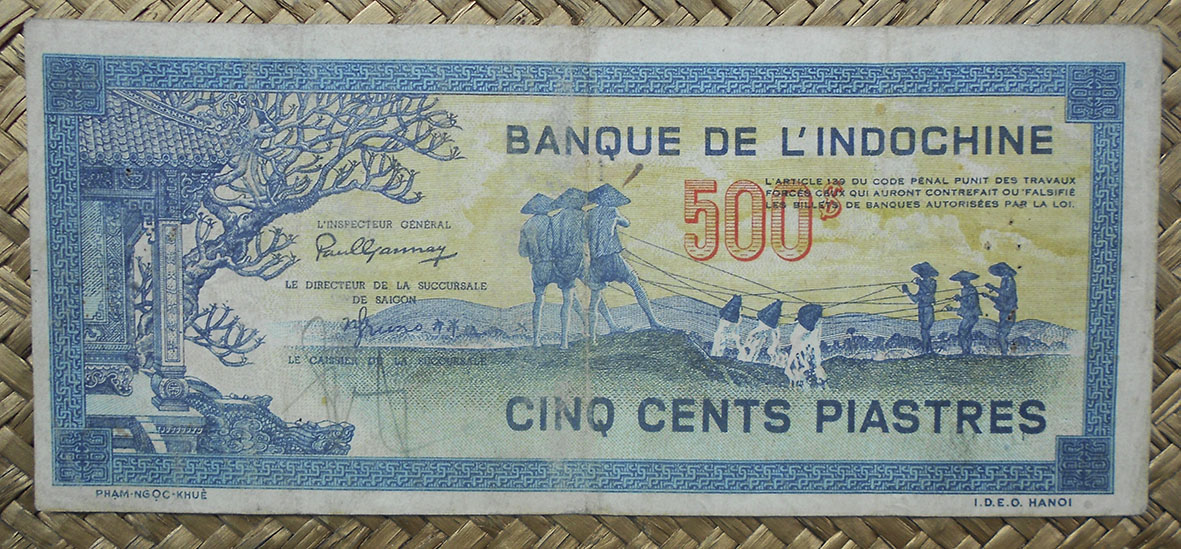 BANQUE DE L'INDOCHINE
500$
L'ARTICLE 139 DU CODE PÉNAL PUNIT DES TRAVAUX
FORCÉS CEUX QUI AURONT CONTREFAIT OU FALSIFIÉ
LES BILLETS DE BANQUES AUTORISÉES PAR LA LOI.
L'INSPECTEUR GÉNÉRAL
LE DIRECTEUR DE LA SUCCURSALE
DE SAIGON
LE CAISSIER DE LA SUCCURSALE
CINQ CENTS PIASTRES
PHẠM-NGỌC-KHUÊ
I.D.E.O. HANOI